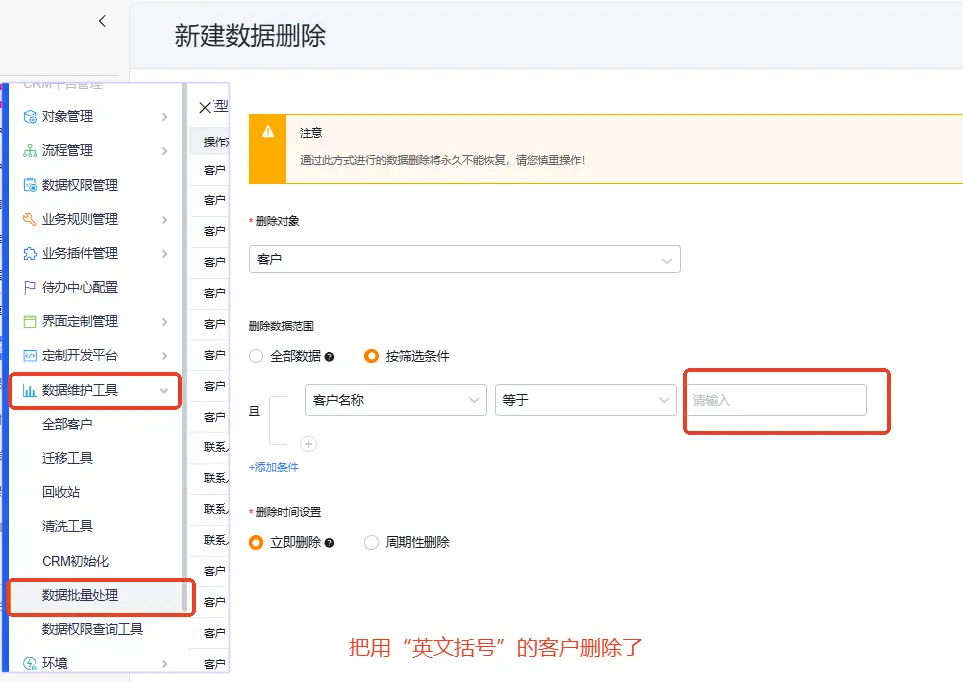 新建数据删除
CRM平台管理
对象管理
流程管理
数据权限管理
业务规则管理
业务插件管理
待办中心配置
界面定制管理
定制开发平台
数据维护工具
全部客户
迁移工具
回收站
清洗工具
CRM初始化
数据批量处理
数据权限查询工具
环境
型
操作对
客户
客户
客户
客户
客户
客户
客户
客户
客户
联系人
联系人
联系人
联系人
客户
客户
客户
客户
注意
通过此方式进行的数据删除将永久不能恢复，请您慎重操作！
* 删除对象
客户
删除数据范围
全部数据 按筛选条件
且 客户名称 等于 请输入
+添加条件
* 删除时间设置
立即删除 周期性删除
把用“英文括号”的客户删除了